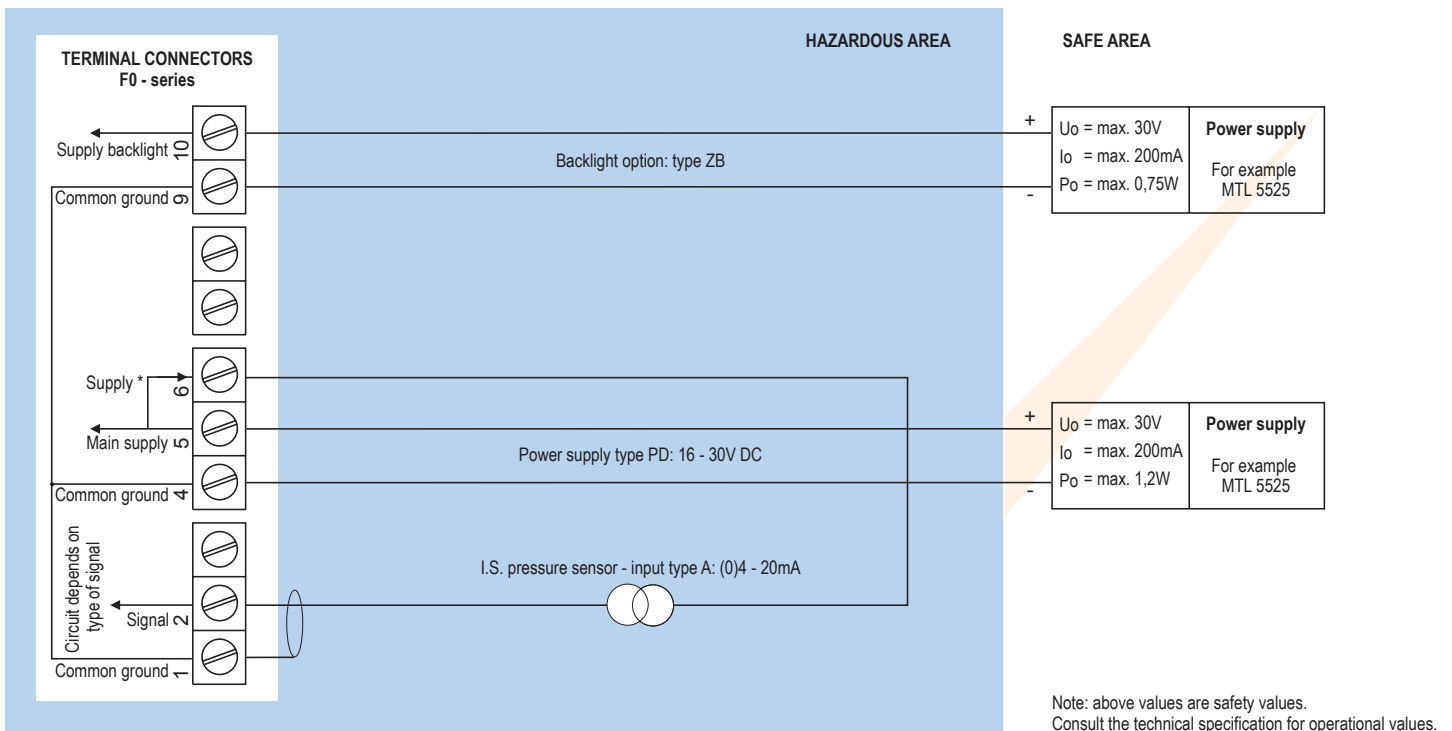 HAZARDOUS AREA
SAFE AREA
TERMINAL CONNECTORS
F0 - series
Supply backlight
10
Common ground
9
Backlight option: type ZB
+
-
Uo = max. 30V
Io = max. 200mA
Po = max. 0,75W
Power supply
For example
MTL 5525
Supply *
6
Main supply
5
Common ground
4
Power supply type PD: 16 - 30V DC
+
-
Uo = max. 30V
Io = max. 200mA
Po = max. 1,2W
Power supply
For example
MTL 5525
Circuit depends on
type of signal
Signal
2
Common ground
1
I.S. pressure sensor - input type A: (0)4 - 20mA
Note: above values are safety values.
Consult the technical specification for operational values.